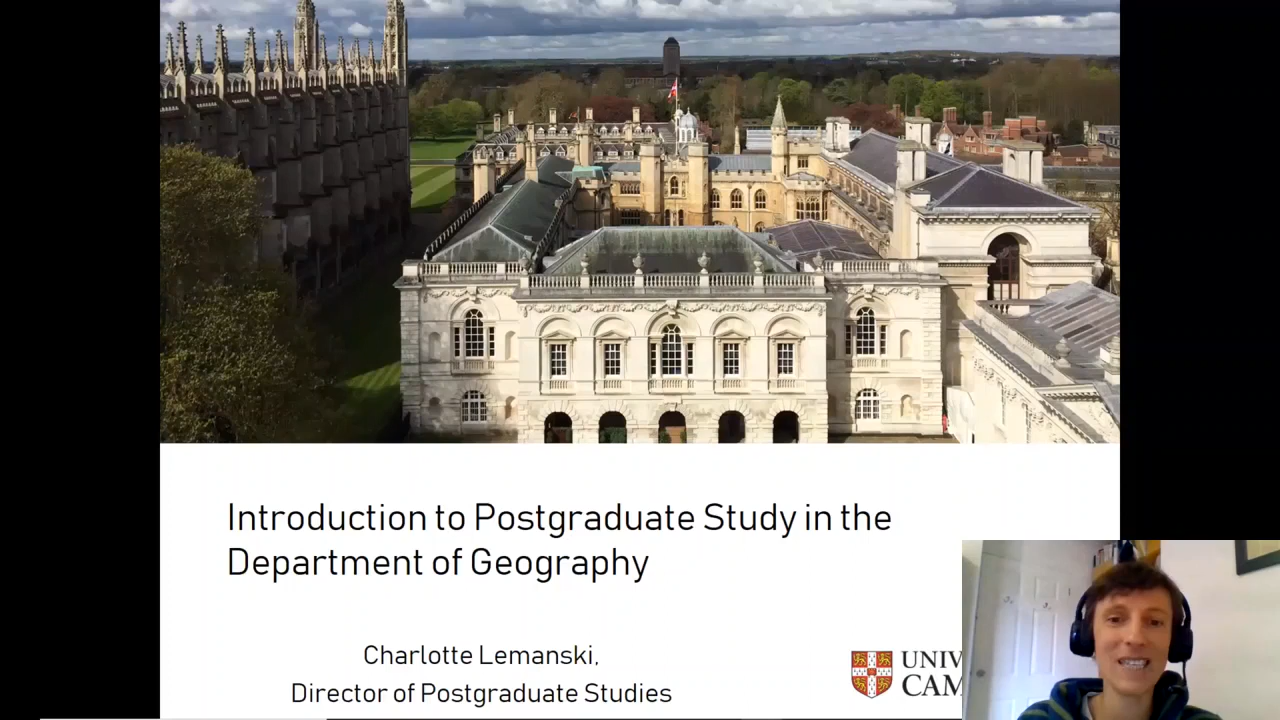 Introduction to Postgraduate Study in the
Department of Geography
Charlotte Lemanski,
Director of Postgraduate Studies
UNIV
CAM